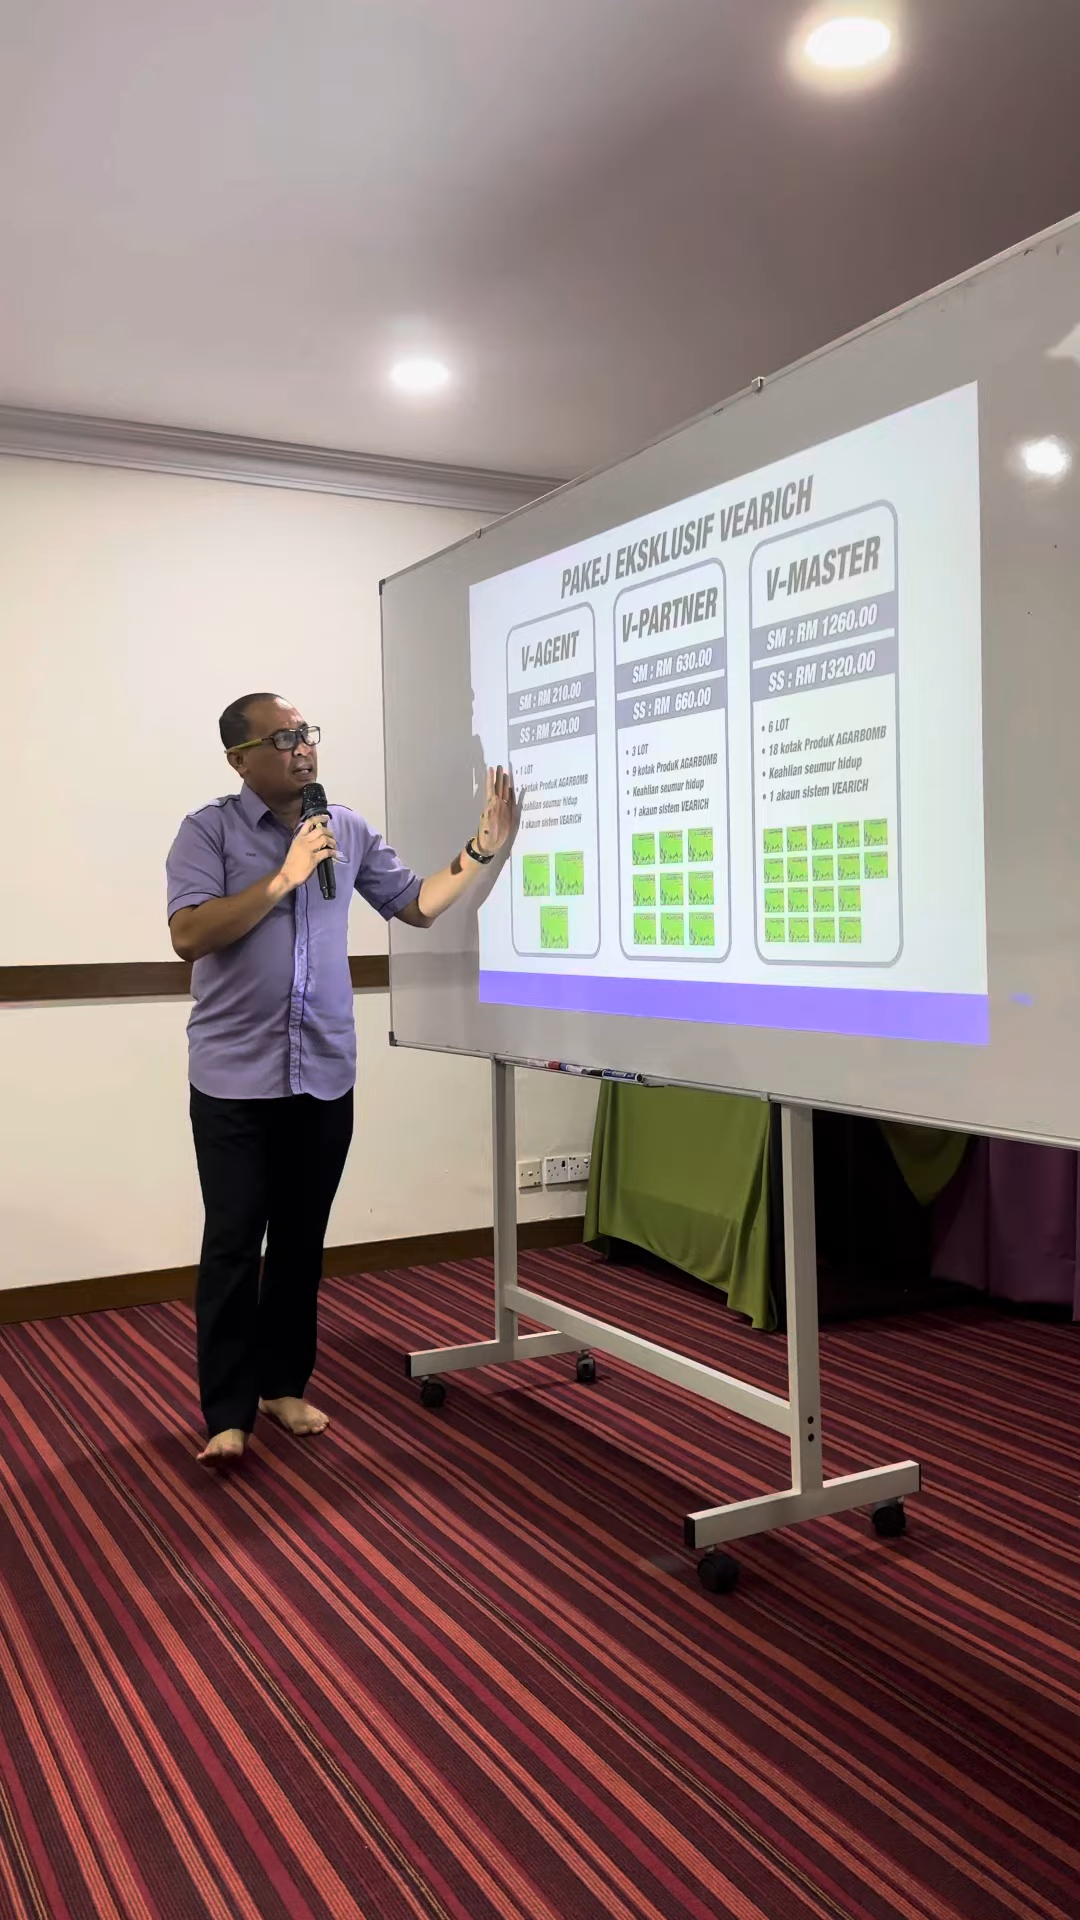 PAKEJ EKSKLUSIF VEARICH
V-AGENT
SM : RM 210.00
SS : RM 220.00
• 1 LOT
kotak ProduK AGARBOMB
Keahlian seumur hidup
1 akaun sistem VEARICH
V-PARTNER
SM : RM 630.00
SS : RM 660.00
• 3 LOT
• 9 kotak ProduK AGARBOMB
• Keahlian seumur hidup
• 1 akaun sistem VEARICH
V-MASTER
SM : RM 1260.00
SS : RM 1320.00
• 6 LOT
• 18 kotak ProduK AGARBOMB
• Keahlian seumur hidup
• 1 akaun sistem VEARICH